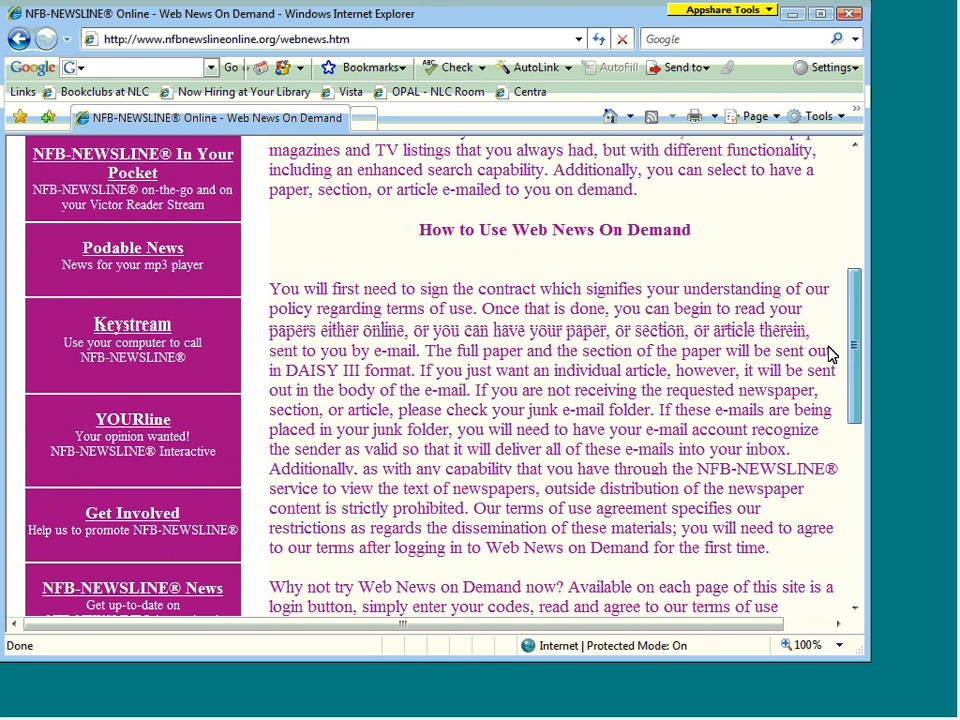 NFB-NEWSLINE® Online - Web News On Demand - Windows Internet Explorer
Appshare Tools
http://www.nfbnewslineonline.org/webnews.htm
Google
Google
G
Go
Bookmarks
ABC
Check
AutoLink
AutoFill
Send to
Settings
Links
Bookclubs at NLC
Now Hiring at Your Library
Vista
OPAL - NLC Room
Centra
NFB-NEWSLINE® Online - Web News On Demand
Page
Tools
NFB-NEWSLINE® In Your
Pocket
NFB-NEWSLINE® on-the-go and on
your Victor Reader Stream
Podable News
News for your mp3 player
Keystream
Use your computer to call
NFB-NEWSLINE®
YOURline
Your opinion wanted!
NFB-NEWSLINE® Interactive
Get Involved
Help us to promote NFB-NEWSLINE®
NFB-NEWSLINE® News
Get up-to-date on
magazines and TV listings that you always had, but with different functionality,
including an enhanced search capability. Additionally, you can select to have a
paper, section, or article e-mailed to you on demand.
How to Use Web News On Demand
You will first need to sign the contract which signifies your understanding of our
policy regarding terms of use. Once that is done, you can begin to read your
papers either online, or you can have your paper, or section, or article therein,
sent to you by e-mail. The full paper and the section of the paper will be sent out
in DAISY III format. If you just want an individual article, however, it will be sent
out in the body of the e-mail. If you are not receiving the requested newspaper,
section, or article, please check your junk e-mail folder. If these e-mails are being
placed in your junk folder, you will need to have your e-mail account recognize
the sender as valid so that it will deliver all of these e-mails into your inbox.
Additionally, as with any capability that you have through the NFB-NEWSLINE®
service to view the text of newspapers, outside distribution of the newspaper
content is strictly prohibited. Our terms of use agreement specifies our
restrictions as regards the dissemination of these materials; you will need to agree
to our terms after logging in to Web News on Demand for the first time.
Why not try Web News on Demand now? Available on each page of this site is a
login button, simply enter your codes, read and agree to our terms of use
Done
Internet | Protected Mode: On
100%